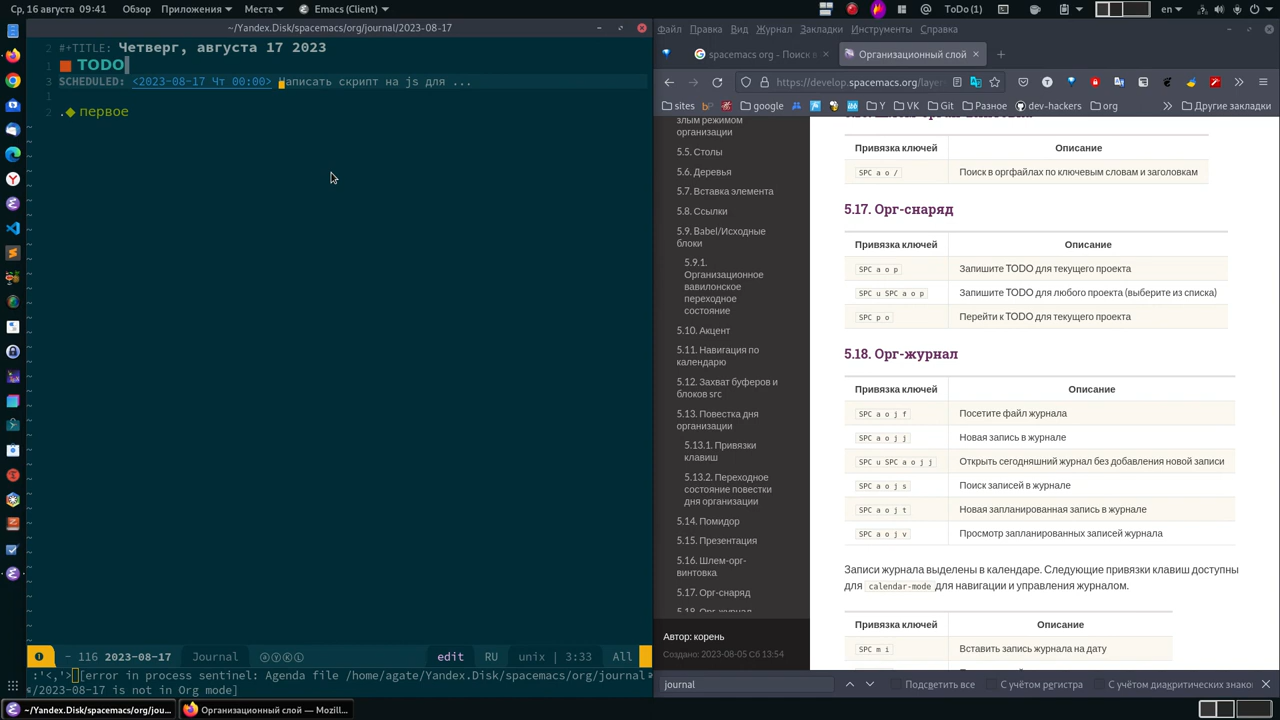 Ср, 16 августа 09:41 Обзор Приложения Места Emacs (Client) ToDo (1) en
~/Yandex.Disk/spacemacs/org/journal/2023-08-17
2 #+TITLE: Четверг, августа 17 2023
1 TODO
3 SCHEDULED: <2023-08-17 Чт 00:00> Написать скрипт на js для ...
1
2 .◆ первое
- 116 2023-08-17 Journal edit RU unix | 3:33 All
:'<,'>[error in process sentinel: Agenda file /home/agate/Yandex.Disk/spacemacs/org/journal
/2023-08-17 is not in Org mode]
~/Yandex.Disk/spacemacs/org/jou... Организационный слой — Mozill...
Файл Правка Вид Журнал Закладки Инструменты Справка
spacemacs org - Поиск в Организационный слой
https://develop.spacemacs.org/layer
sites bp google Y VK Git Разное dev-hackers org Другие закладки
злым режимом
организации
5.5. Столы
5.6. Деревья
5.7. Вставка элемента
5.8. Ссылки
5.9. Babel/Исходные
блоки
5.9.1.
Организационное
вавилонское
переходное
состояние
5.10. Акцент
5.11. Навигация по
календарю
5.12. Захват буферов и
блоков src
5.13. Повестка дня
организации
5.13.1. Привязки
клавиш
5.13.2. Переходное
состояние повестки
дня организации
5.14. Помидор
5.15. Презентация
5.16. Шлем-орг-
винтовка
5.17. Орг-снаряд
5.18. Орг-журнал
Автор: корень
Создано: 2023-08-05 Сб 13:54
Привязка ключей Описание
SPC a o / Поиск в оргфайлах по ключевым словам и заголовкам
5.17. Орг-снаряд
Привязка ключей Описание
SPC a o p Запишите TODO для текущего проекта
SPC u SPC a o p Запишите TODO для любого проекта (выберите из списка)
SPC p o Перейти к TODO для текущего проекта
5.18. Орг-журнал
Привязка ключей Описание
SPC a o j f Посетите файл журнала
SPC a o j j Новая запись в журнале
SPC u SPC a o j j Открыть сегодняшний журнал без добавления новой записи
SPC a o j s Поиск записей в журнале
SPC a o j t Новая запланированная запись в журнале
SPC a o j v Просмотр запланированных записей журнала
Записи журнала выделены в календаре. Следующие привязки клавиш доступны
для calendar-mode для навигации и управления журналом.
Привязка ключей Описание
SPC m i Вставить запись журнала на дату
journal Подсветить все С учётом регистра С учётом диакритических знако